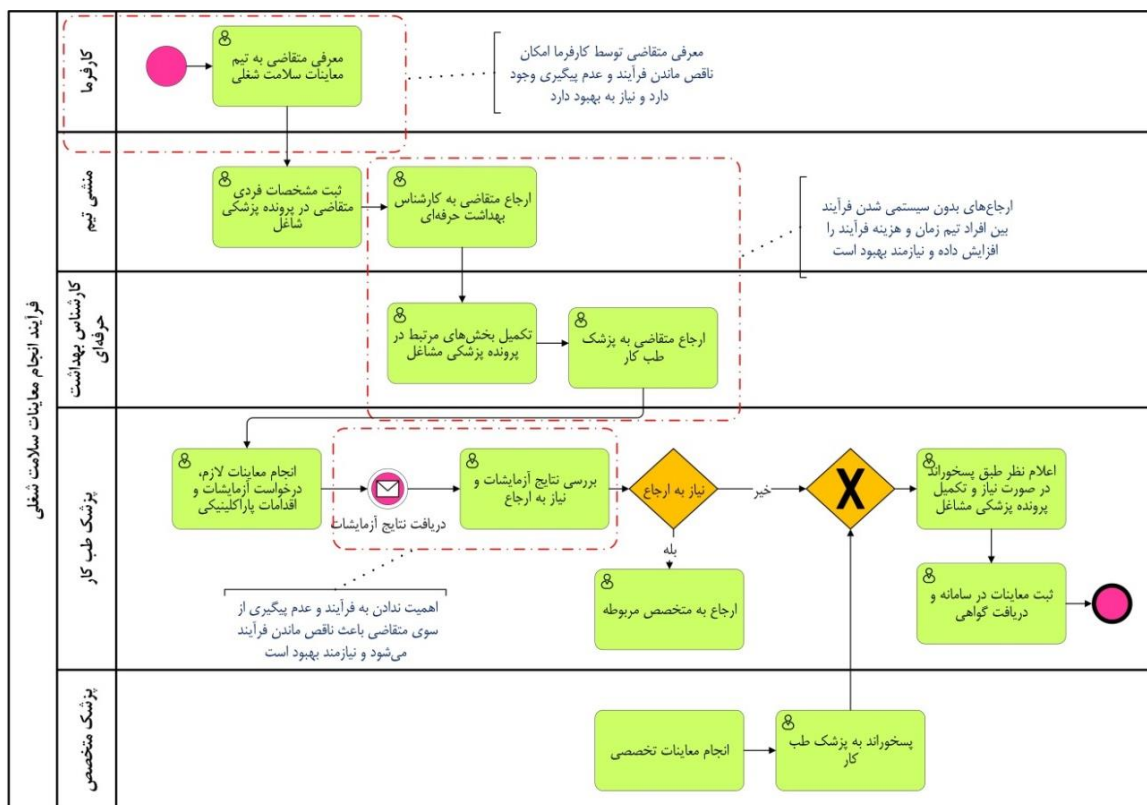 فرآیند انجام معاینات سلامت شغلی
کارفرما
معرفی متقاضی به تیم
معاینات سلامت شغلی
معرفی متقاضی توسط کارفرما امکان
ناقص ماندن فرآیند و عدم پیگیری وجود
دارد و نیاز به بهبود دارد
منشی تیم
ثبت مشخصات فردی
متقاضی در پرونده پزشکی
شاغل
ارجاع متقاضی به کارشناس
بهداشت حرفه‌ای
ارجاع‌های بدون سیستمی شدن فرآیند
بین افراد تیم زمان و هزینه فرآیند را
افزایش داده و نیازمند بهبود است
کارشناس بهداشت
حرفه‌ای
تکمیل بخش‌های مرتبط در
پرونده پزشکی مشاغل
ارجاع متقاضی به پزشک
طب کار
پزشک طب کار
انجام معاینات لازم،
درخواست آزمایشات و
اقدامات پاراکلینیکی
دریافت نتایج آزمایشات
بررسی نتایج آزمایشات و
نیاز به ارجاع
نیاز به ارجاع
خیر
بله
X
اعلام نظر طبق پسخوراند
در صورت نیاز و تکمیل
پرونده پزشکی مشاغل
ارجاع به متخصص مربوطه
ثبت معاینات در سامانه و
دریافت گواهی
اهمیت ندادن به فرآیند و عدم پیگیری از
سوی متقاضی باعث ناقص ماندن فرآیند
می‌شود و نیازمند بهبود است
پزشک متخصص
انجام معاینات تخصصی
پسخوراند به پزشک طب
کار